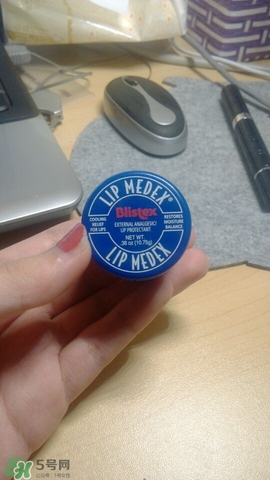 LIP MEDEX®
Blistex
COOLING
RELIEF
FOR LIPS
EXTERNAL ANALGESIC/
LIP PROTECTANT
NET WT.
.38 oz (10.75g)
RESTORES
MOISTURE
BALANCE
LIP MEDEX
5号网